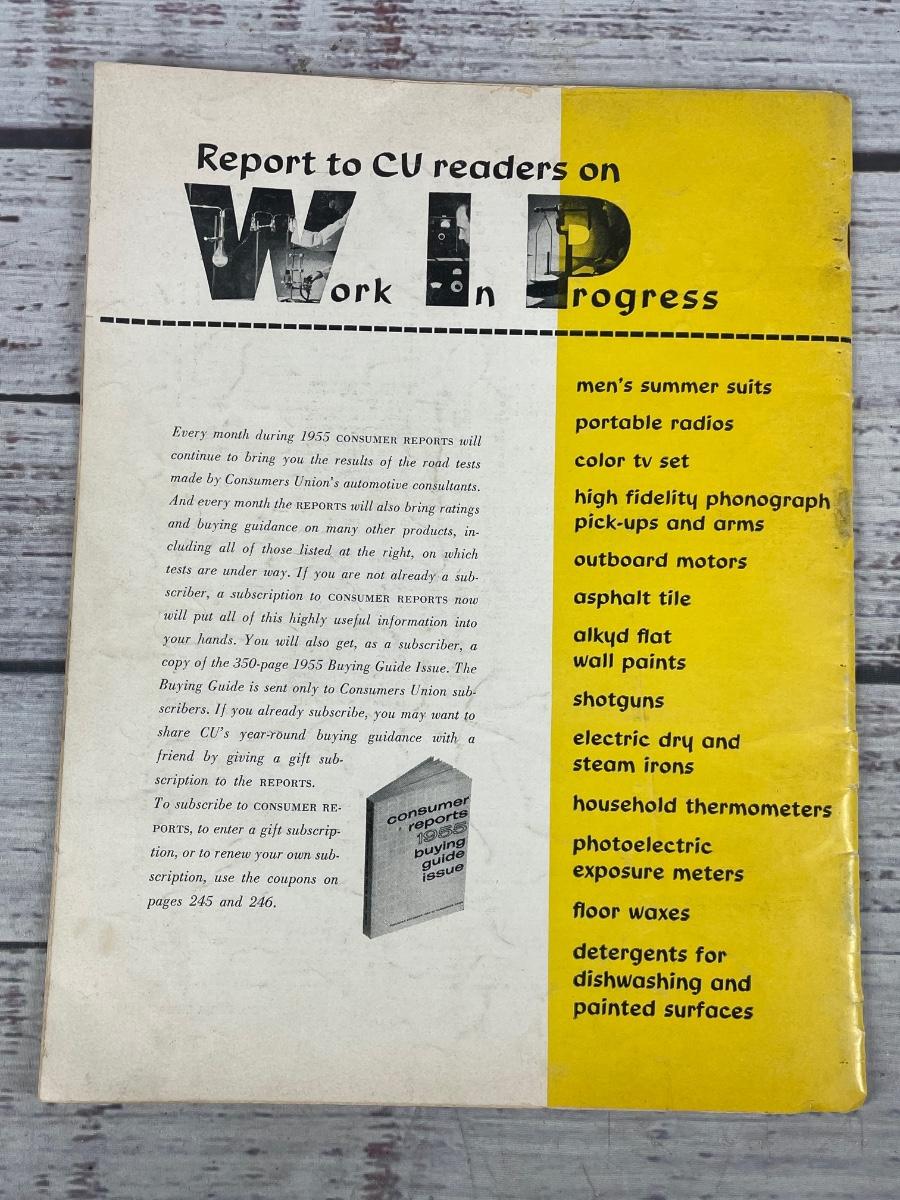 Report to CU readers on
Work In Progress
Every month during 1955 CONSUMER REPORTS will
continue to bring you the results of the road tests
made by Consumers Union's automotive consultants.
And every month the REPORTS will also bring ratings
and buying guidance on many other products, in-
cluding all of those listed at the right, on which
tests are under way. If you are not already a sub-
scriber, a subscription to CONSUMER REPORTS now
will put all of this highly useful information into
your hands. You will also get, as a subscriber, a
copy of the 350-page 1955 Buying Guide Issue. The
Buying Guide is sent only to Consumers Union sub-
scribers. If you already subscribe, you may want to
share CU's year-round buying guidance with a
friend by giving a gift sub-
scription to the REPORTS.
To subscribe to CONSUMER RE-
PORTS, to enter a gift subscrip-
tion, or to renew your own sub-
scription, use the coupons on
pages 245 and 246.
consumer
reports
1955
buying
guide
issue
men's summer suits
portable radios
color tv set
high fidelity phonograph
pick-ups and arms
outboard motors
asphalt tile
alkyd flat
wall paints
shotguns
electric dry and
steam irons
household thermometers
photoelectric
exposure meters
floor waxes
detergents for
dishwashing and
painted surfaces